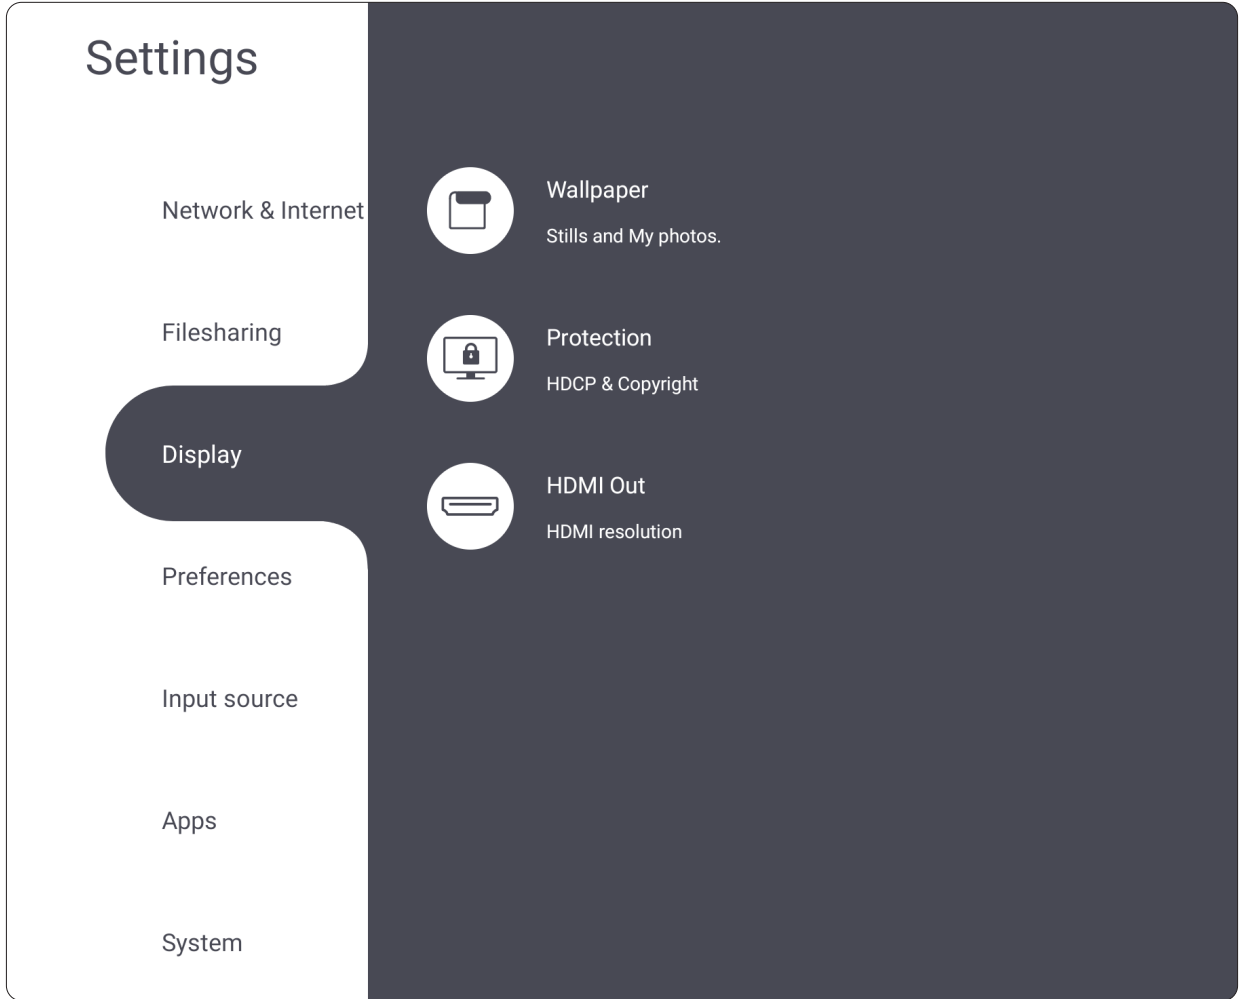 Settings
Network & Internet
Filesharing
Display
Preferences
Input source
Apps
System
Wallpaper
Stills and My photos.
Protection
HDCP & Copyright
HDMI Out
HDMI resolution